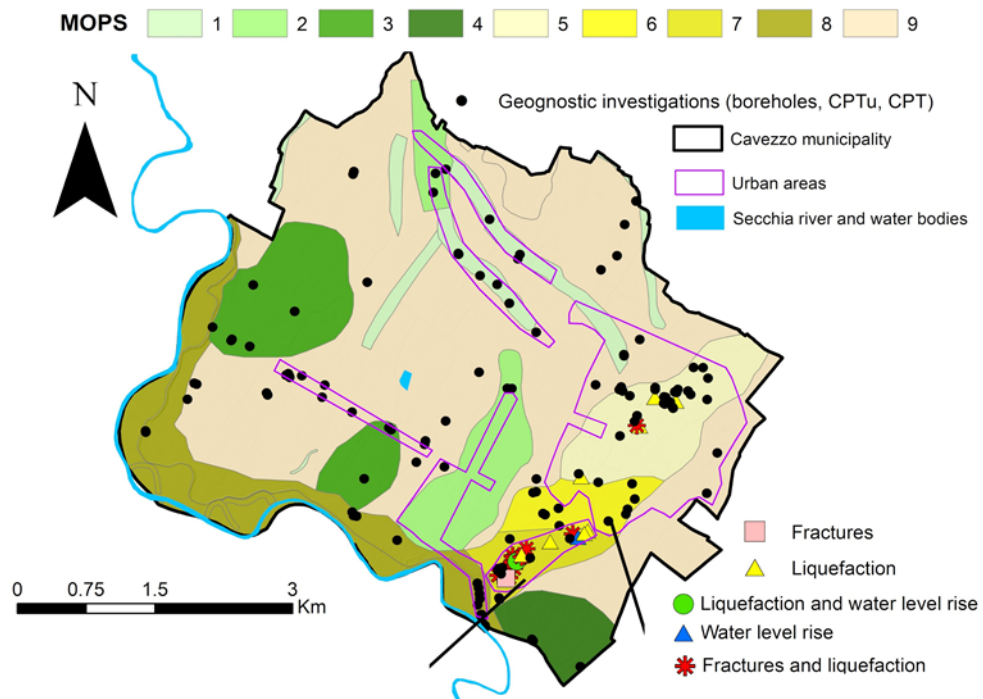 MOPS 1 2 3 4 5 6 7 8 9
N
Geognostic investigations (boreholes, CPTu, CPT)
Cavezzo municipality
Urban areas
Secchia river and water bodies
Fractures
Liquefaction
Liquefaction and water level rise
Water level rise
Fractures and liquefaction
0 0.75 1.5 3
Km